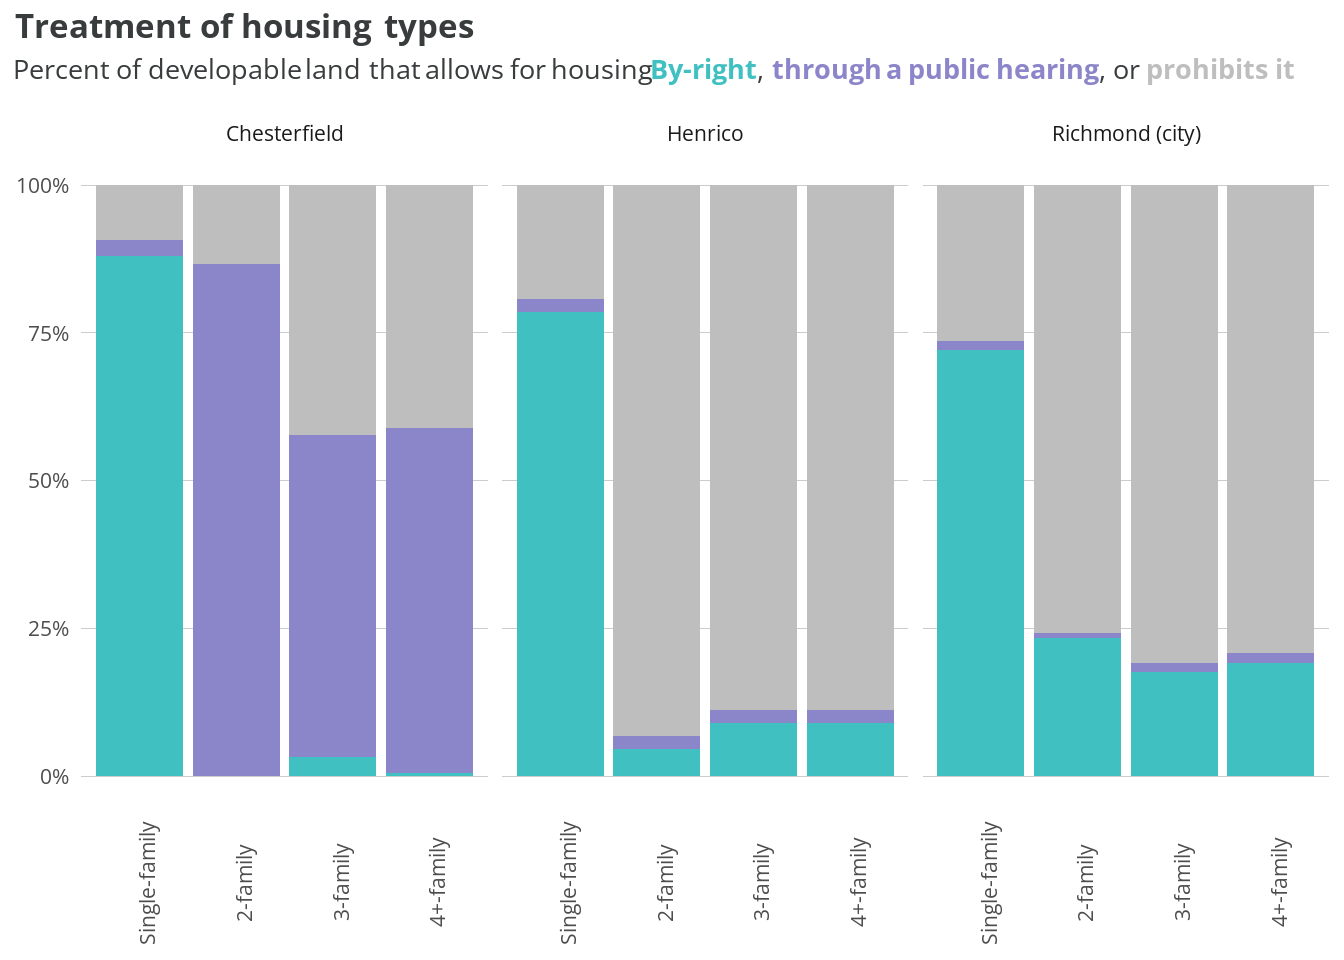 Treatment of housing types
Percent of developable land that allows for housing By-right, through a public hearing, or prohibits it
Chesterfield Henrico Richmond (city)
100%
75%
50%
25%
0%
Single-family 2-family 3-family 4+-family Single-family 2-family 3-family 4+-family Single-family 2-family 3-family 4+-family